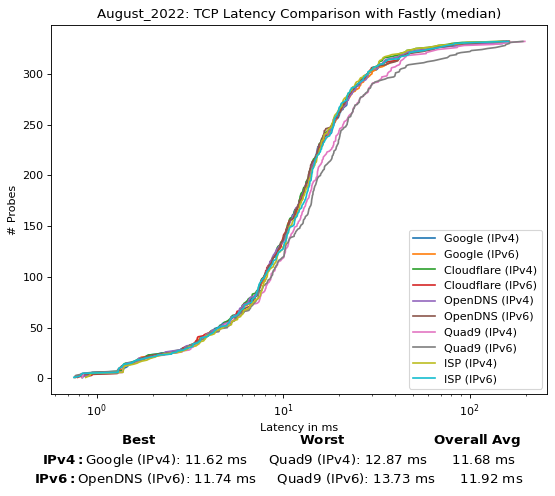 August_2022: TCP Latency Comparison with Fastly (median)
# Probes
300
250
200
150
100
50
0
Google (IPv4)
Google (IPv6)
Cloudflare (IPv4)
Cloudflare (IPv6)
OpenDNS (IPv4)
OpenDNS (IPv6)
Quad9 (IPv4)
Quad9 (IPv6)
ISP (IPv4)
ISP (IPv6)
10⁰ 10¹ 10²
Latency in ms
Best Worst Overall Avg
IPv4: Google (IPv4): 11.62 ms Quad9 (IPv4): 12.87 ms 11.68 ms
IPv6: OpenDNS (IPv6): 11.74 ms Quad9 (IPv6): 13.73 ms 11.92 ms